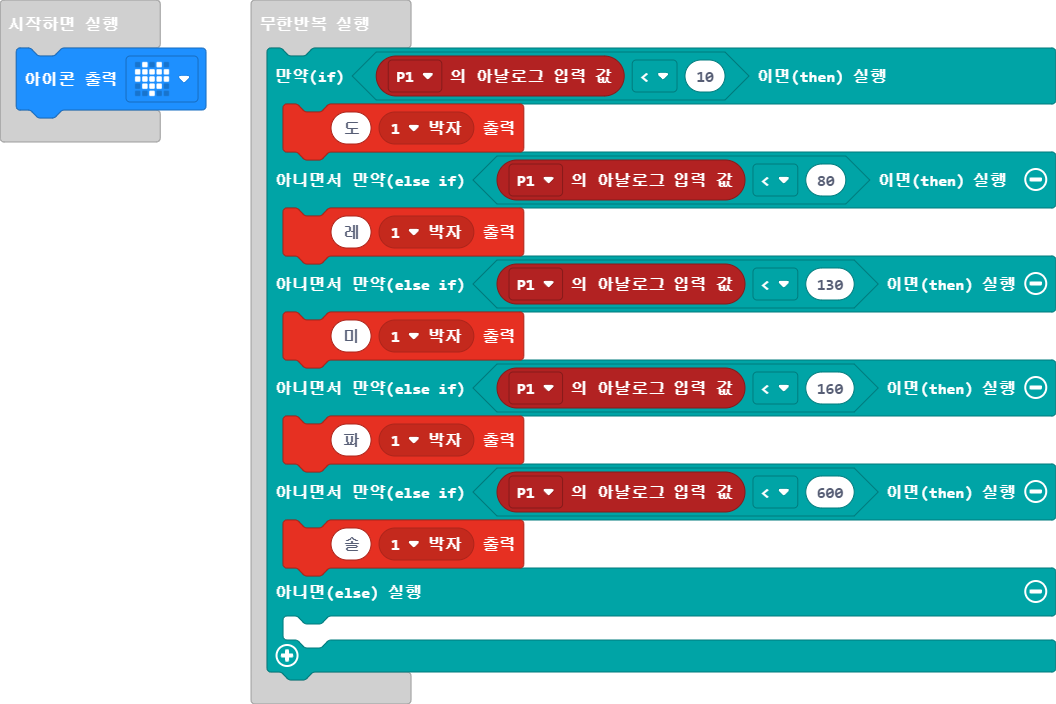 시작하면 실행
아이콘 출력
무한반복 실행
만약(if) P1 의 아날로그 입력 값 < 10 이면(then) 실행
도 1 박자 출력
아니면서 만약(else if) P1 의 아날로그 입력 값 < 80 이면(then) 실행
레 1 박자 출력
아니면서 만약(else if) P1 의 아날로그 입력 값 < 130 이면(then) 실행
미 1 박자 출력
아니면서 만약(else if) P1 의 아날로그 입력 값 < 160 이면(then) 실행
파 1 박자 출력
아니면서 만약(else if) P1 의 아날로그 입력 값 < 600 이면(then) 실행
솔 1 박자 출력
아니면(else) 실행